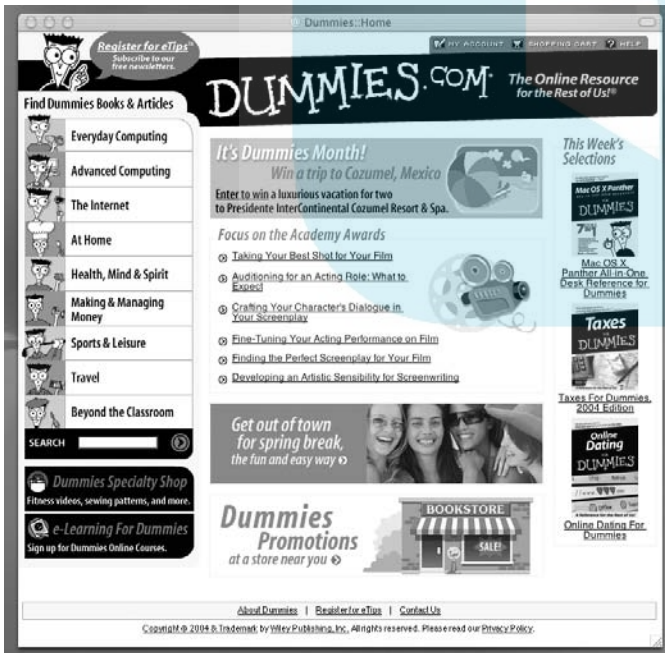 Dummies::Home
Register for eTips™
Subscribe to our
free newsletters.
MY ACCOUNT SHOPPING CART ? HELP
DUMMIES.COM®
The Online Resource
for the Rest of Us!®
Find Dummies Books & Articles
Everyday Computing
Advanced Computing
The Internet
At Home
Health, Mind & Spirit
Making & Managing
Money
Sports & Leisure
Travel
Beyond the Classroom
SEARCH
Dummies Specialty Shop
Fitness videos, sewing patterns, and more.
e-Learning For Dummies
Sign up for Dummies Online Courses.
It's Dummies Month!
Win a trip to Cozumel, Mexico
Enter to win a luxurious vacation for two
to Presidente InterContinental Cozumel Resort & Spa.
Focus on the Academy Awards
Taking Your Best Shot for Your Film
Auditioning for an Acting Role: What to
Expect
Crafting Your Character's Dialogue in
Your Screenplay
Fine-Tuning Your Acting Performance on Film
Finding the Perfect Screenplay for Your Film
Developing an Artistic Sensibility for Screenwriting
Get out of town
for spring break,
the fun and easy way
Dummies
Promotions
at a store near you
BOOKSTORE
SALE!
This Week's
Selections
Mac OS X Panther
DUMMIES
Mac OS X
Panther All-in-One
Desk Reference for
Dummies
Taxes
DUMMIES
Taxes For Dummies,
2004 Edition
Online
Dating
DUMMIES
Online Dating For
Dummies
About Dummies | Register for eTips | Contact Us
Copyright © 2004 & Trademark by Wiley Publishing, Inc. All rights reserved. Please read our Privacy Policy.